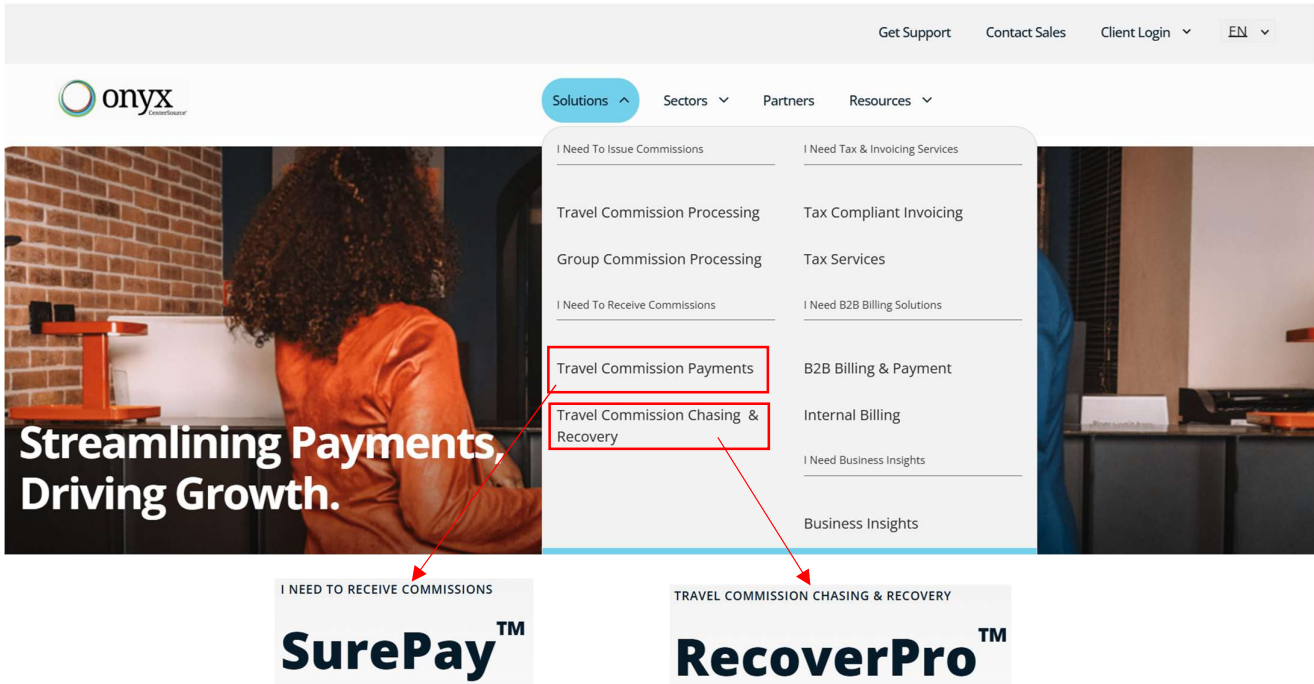 Get Support Contact Sales Client Login EN
onyx
CenterSource
Solutions Sectors Partners Resources
I Need To Issue Commissions
Travel Commission Processing
Group Commission Processing
I Need To Receive Commissions
Travel Commission Payments
Travel Commission Chasing &
Recovery
I Need Tax & Invoicing Services
Tax Compliant Invoicing
Tax Services
I Need B2B Billing Solutions
B2B Billing & Payment
Internal Billing
I Need Business Insights
Business Insights
Streamlining Payments,
Driving Growth.
I NEED TO RECEIVE COMMISSIONS
SurePay™
TRAVEL COMMISSION CHASING & RECOVERY
RecoverPro™